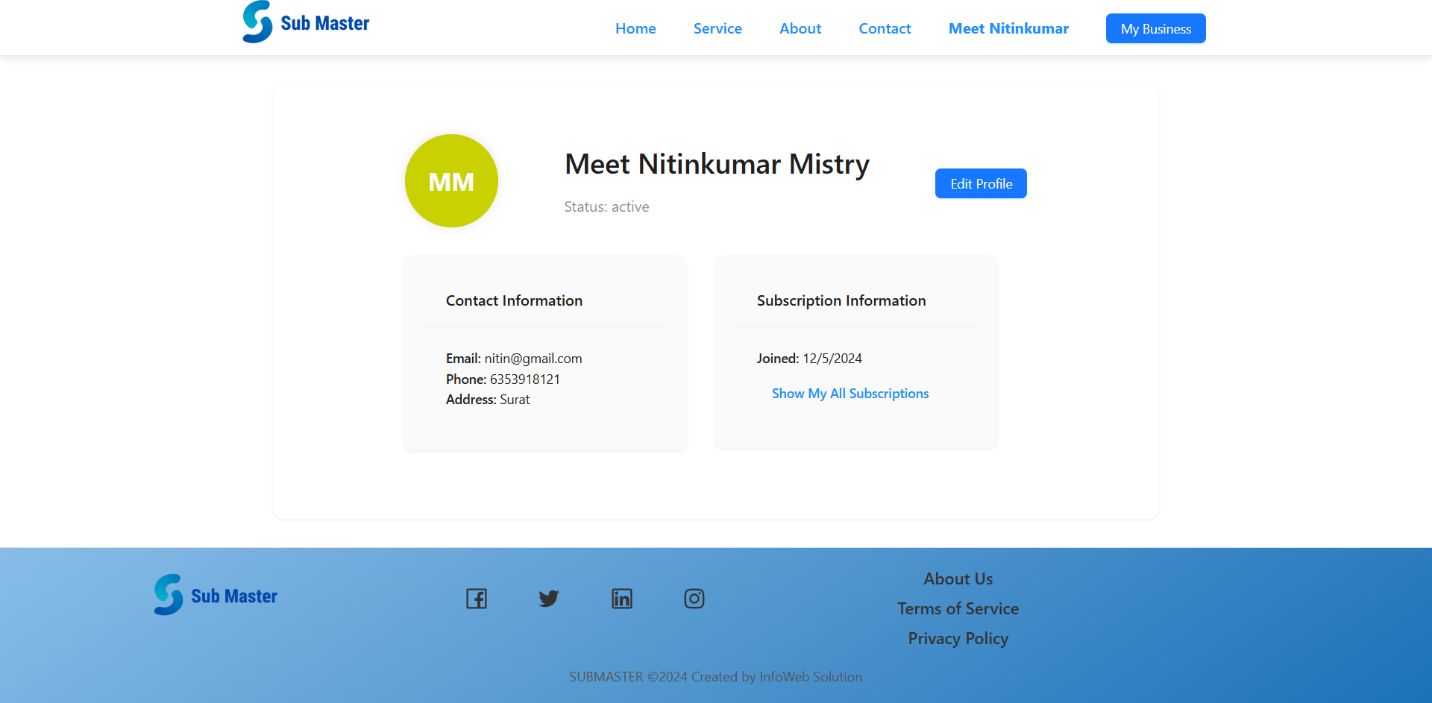 Sub Master
Home Service About Contact Meet Nitinkumar My Business
MM
Meet Nitinkumar Mistry
Status: active
Edit Profile
Contact Information
Email: nitin@gmail.com
Phone: 6353918121
Address: Surat
Subscription Information
Joined: 12/5/2024
Show My All Subscriptions
Sub Master
About Us
Terms of Service
Privacy Policy
SUBMASTER ©2024 Created by InfoWeb Solution